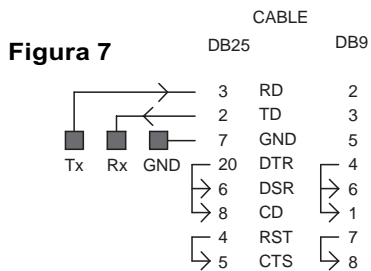 CABLE
Figura 7
DB25 DB9
3 RD 2
2 TD 3
7 GND 5
Tx Rx GND
20 DTR 4
6 DSR 6
8 CD 1
4 RST 7
5 CTS 8